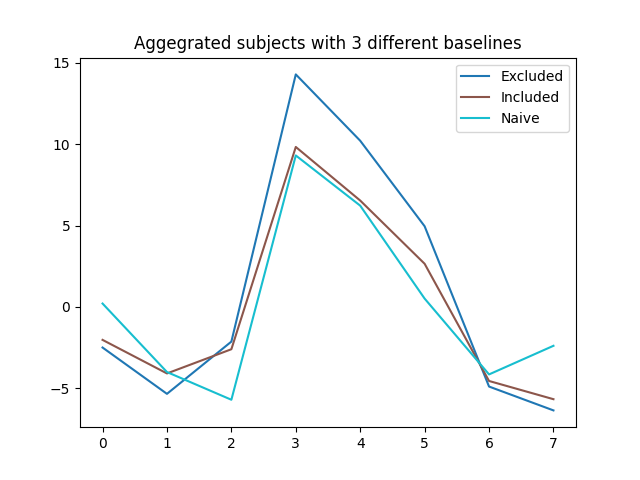 Aggegrated subjects with 3 different baselines
15
10
5
0
−5
0 1 2 3 4 5 6 7
Excluded
Included
Naive